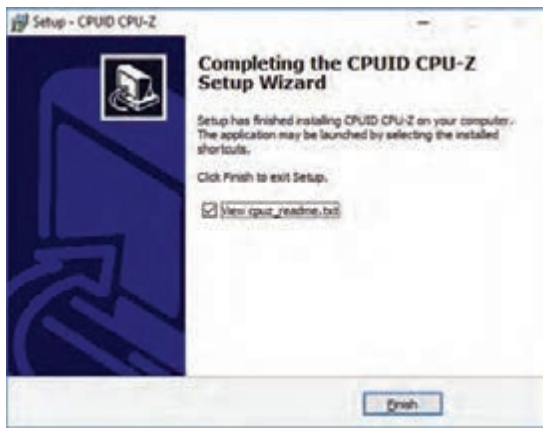 Setup - CPUID CPU-Z
Completing the CPUID CPU-Z
Setup Wizard
Setup has finished installing CPUID CPU-Z on your computer.
The application may be launched by selecting the installed
shortcuts.
Click Finish to exit Setup.
View cpuz_readme.txt
Finish